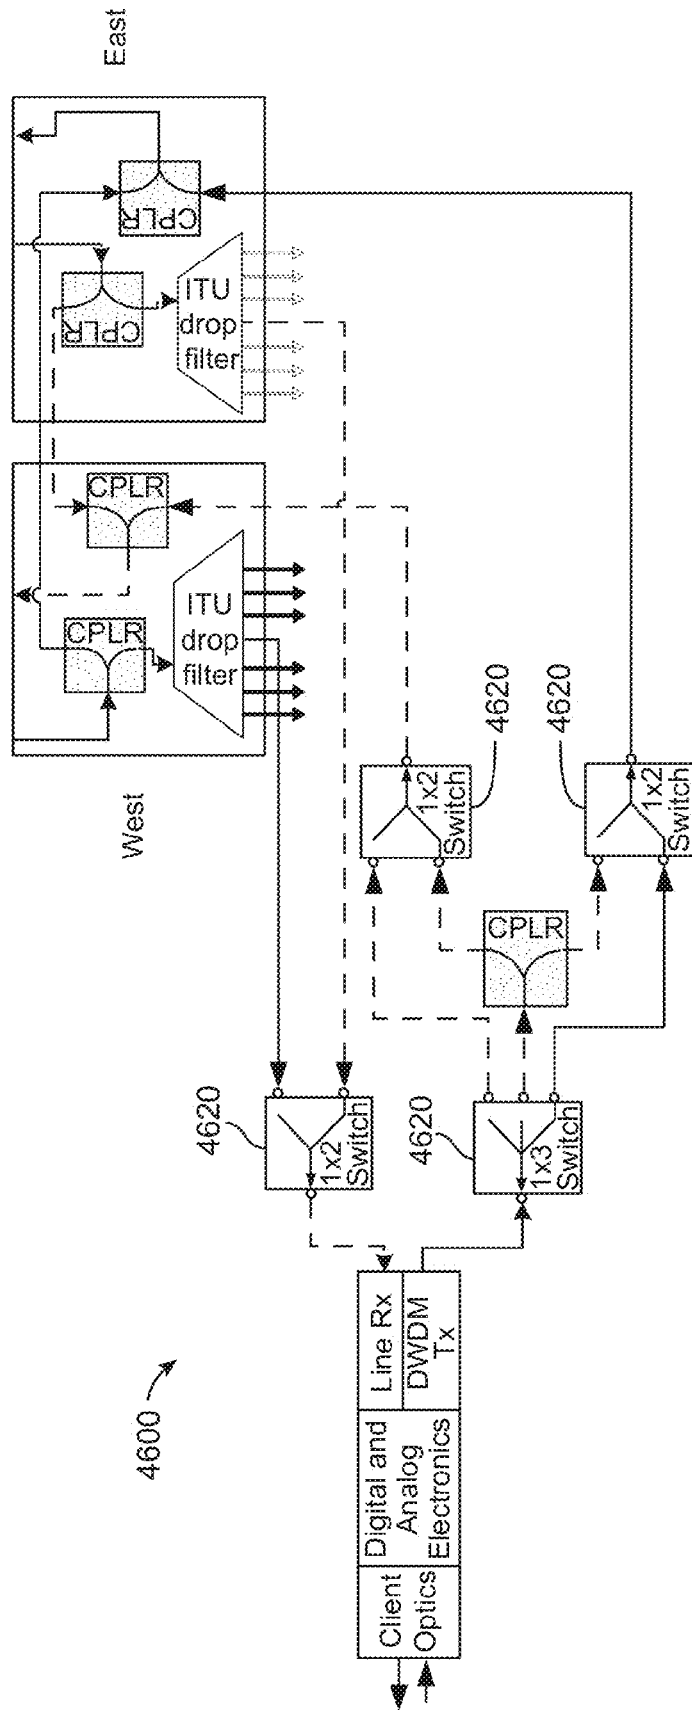 East
CPLR
CPLR
ITU
drop
filter
CPLR
CPLR
ITU
drop
filter
West
4620
4620
1x2
Switch
1x2
Switch
CPLR
4620
4620
1x2
Switch
1x3
Switch
4600
Line Rx
DWDM
Tx
Digital and
Analog
Electronics
Client
Optics